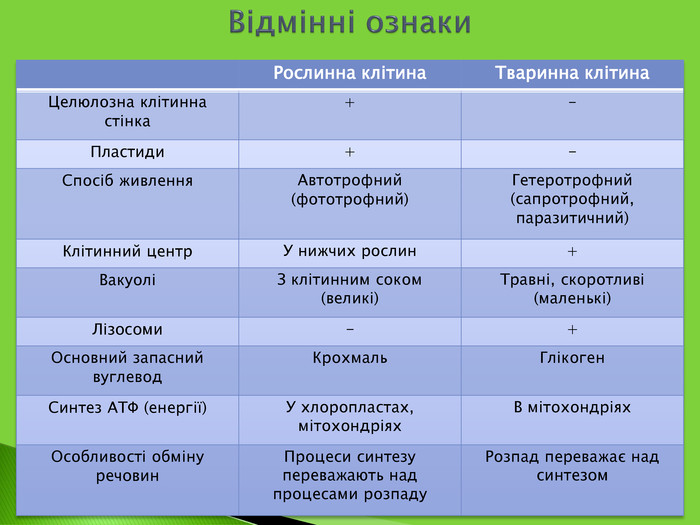 Відмінні ознаки
Рослинна клітина
Тваринна клітина
Целюлозна клітинна
стінка
+
-
Пластиди
+
-
Спосіб живлення
Автотрофний
(фототрофний)
Гетеротрофний
(сапротрофний,
паразитичний)
Клітинний центр
У нижчих рослин
+
Вакуолі
З клітинним соком
(великі)
Травні, скоротливі
(маленькі)
Лізосоми
-
+
Основний запасний
вуглевод
Крохмаль
Глікоген
Синтез АТФ (енергії)
У хлоропластах,
мітохондріях
В мітохондріях
Особливості обміну
речовин
Процеси синтезу
переважають над
процесами розпаду
Розпад переважає над
синтезом